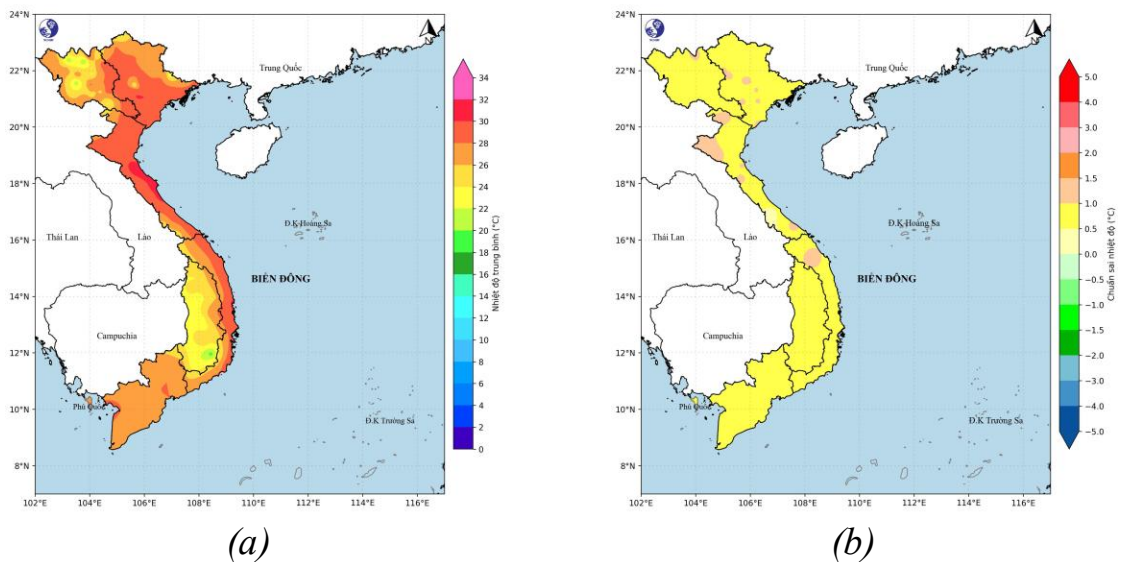 24°N
22°N
20°N
18°N
16°N
14°N
12°N
10°N
8°N
102°E 104°E 106°E 108°E 110°E 112°E 114°E 116°E
Trung Quốc
Đ.K Hoàng Sa
Thái Lan
Lào
BIỂN ĐÔNG
Campuchia
Phú Quốc
Đ.K Trường Sa
34
32
30
28
26
24
22
20
18
16
14
12
10
8
6
4
2
0
Nhiệt độ trung bình (°C)
(a)
24°N
22°N
20°N
18°N
16°N
14°N
12°N
10°N
8°N
102°E 104°E 106°E 108°E 110°E 112°E 114°E 116°E
Trung Quốc
Đ.K Hoàng Sa
Thái Lan
Lào
BIỂN ĐÔNG
Campuchia
Phú Quốc
Đ.K Trường Sa
5.0
4.0
3.0
2.0
1.5
1.0
0.5
0.0
−0.5
−1.0
−1.5
−2.0
−3.0
−4.0
−5.0
Chuẩn sai nhiệt độ (°C)
(b)